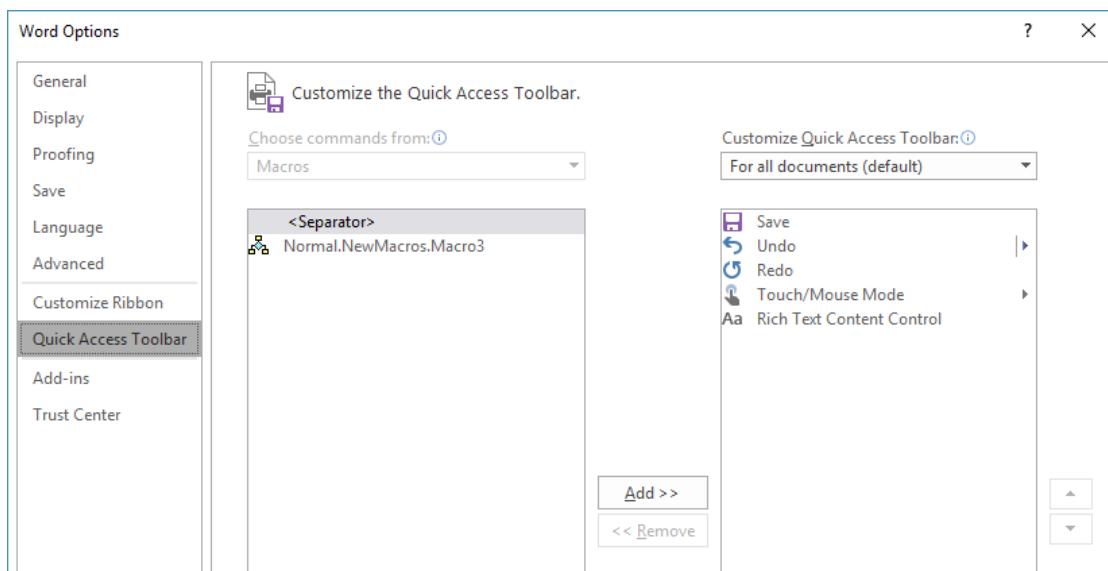 Word Options
?
General
Display
Proofing
Save
Language
Advanced
Customize Ribbon
Quick Access Toolbar
Add-ins
Trust Center
Customize the Quick Access Toolbar.
Choose commands from:
Macros
<Separator>
Normal.NewMacros.Macro3
Add >>
<< Remove
Customize Quick Access Toolbar:
For all documents (default)
Save
Undo
Redo
Touch/Mouse Mode
Aa Rich Text Content Control